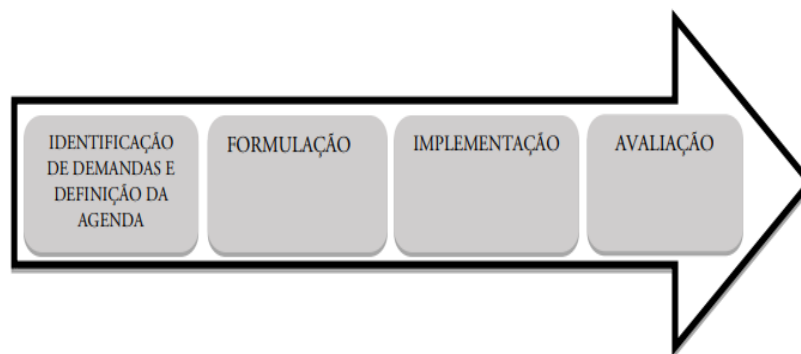 IDENTIFICAÇÃO
DE DEMANDAS E
DEFINIÇÃO DA
AGENDA
FORMULAÇÃO
IMPLEMENTAÇÃO
AVALIAÇÃO